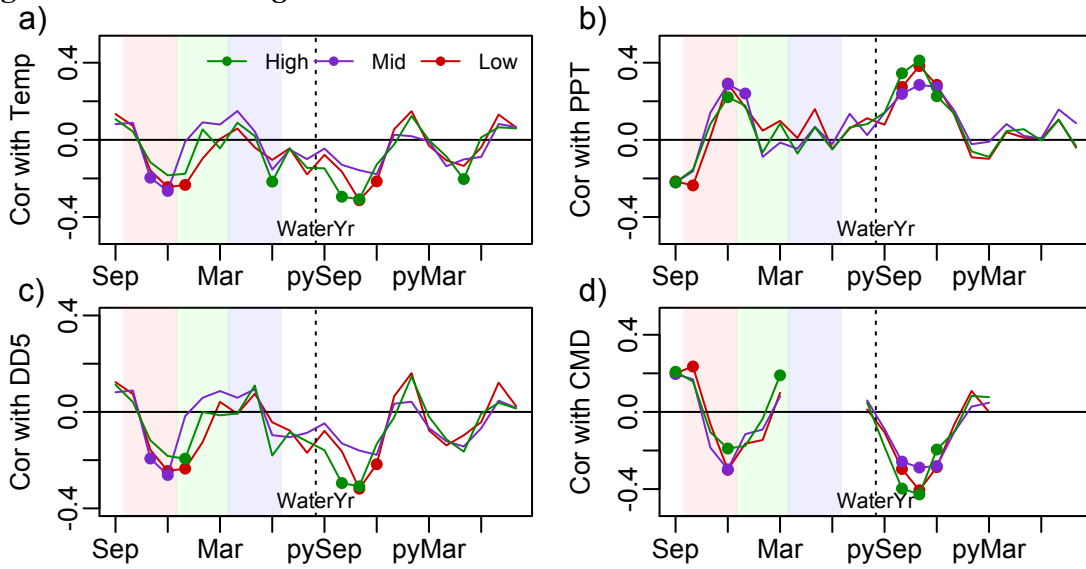 a)
High Mid Low
Cor with Temp
0.4
0.0
-0.4
WaterYr
Sep Mar pySep pyMar
b)
Cor with PPT
0.4
0.0
-0.4
WaterYr
Sep Mar pySep pyMar
c)
Cor with DD5
0.4
0.0
-0.4
WaterYr
Sep Mar pySep pyMar
d)
Cor with CMD
0.4
0.0
-0.4
WaterYr
Sep Mar pySep pyMar